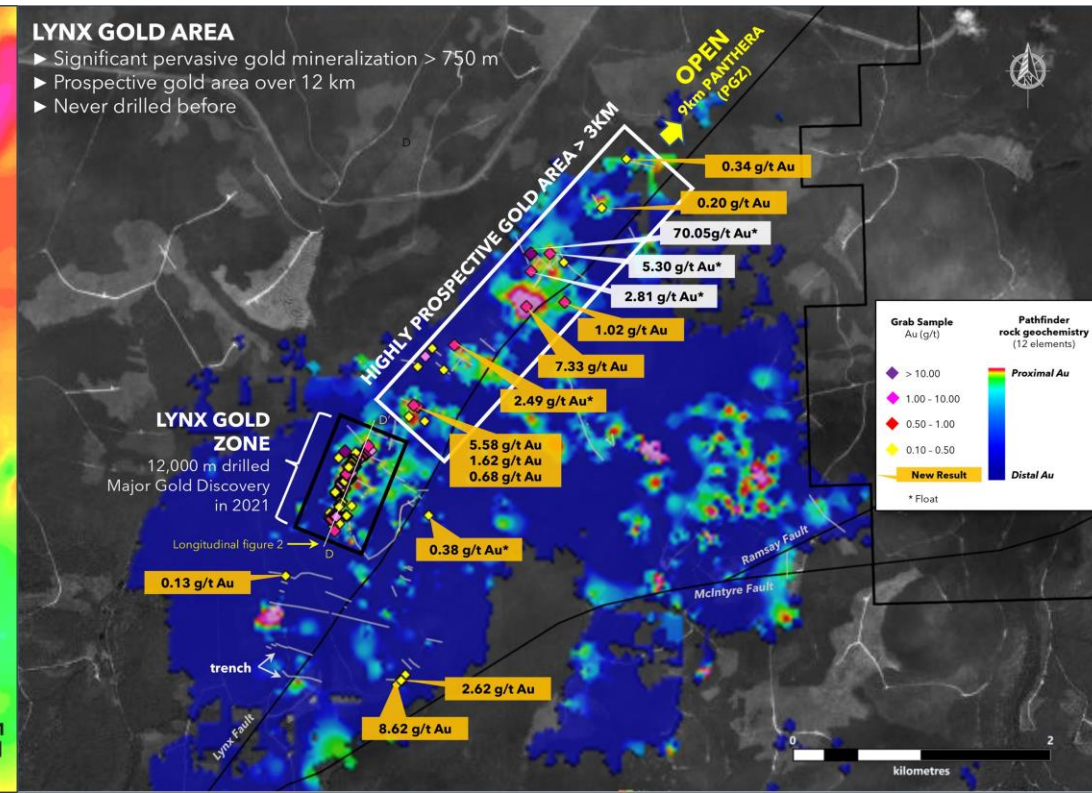 LYNX GOLD AREA
► Significant pervasive gold mineralization > 750 m
► Prospective gold area over 12 km
► Never drilled before
OPEN
9km PANTHERA
(PGZ)
N
D
HIGHLY PROSPECTIVE GOLD AREA > 3KM
0.34 g/t Au
0.20 g/t Au
70.05g/t Au*
5.30 g/t Au*
2.81 g/t Au*
1.02 g/t Au
7.33 g/t Au
2.49 g/t Au*
5.58 g/t Au
1.62 g/t Au
0.68 g/t Au
LYNX GOLD
ZONE
12,000 m drilled
Major Gold Discovery
in 2021
D'
Longitudinal figure 2
D
0.38 g/t Au*
0.13 g/t Au
trench
2.62 g/t Au
8.62 g/t Au
Lynx Fault
Ramsay Fault
McIntyre Fault
Grab Sample
Au (g/t)
> 10.00
1.00 - 10.00
0.50 - 1.00
0.10 - 0.50
New Result
* Float
Pathfinder
rock geochemistry
(12 elements)
Proximal Au
Distal Au
0 2
kilometres